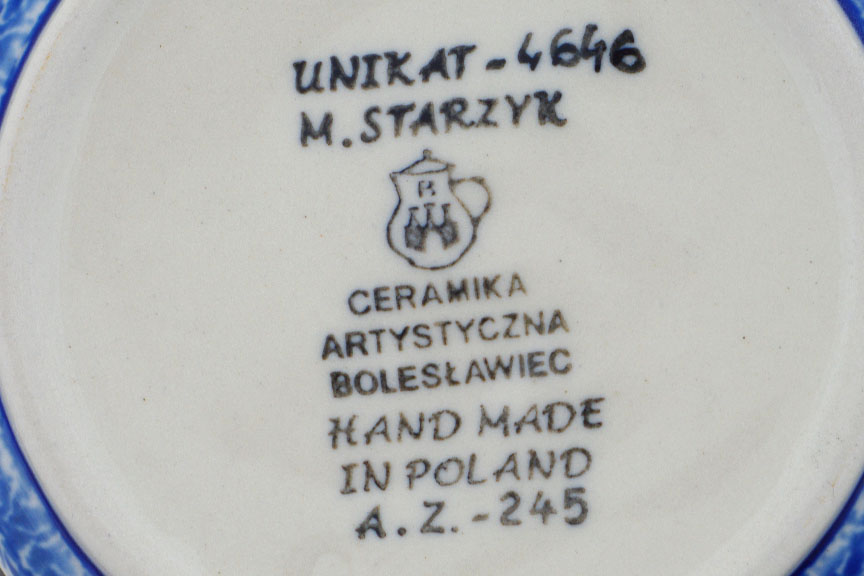 UNIKAT - 4646
M. STARZYK
B
CERAMIKA
ARTYSTYCZNA
BOLESŁAWIEC
HAND MADE
IN POLAND
A.Z.-245